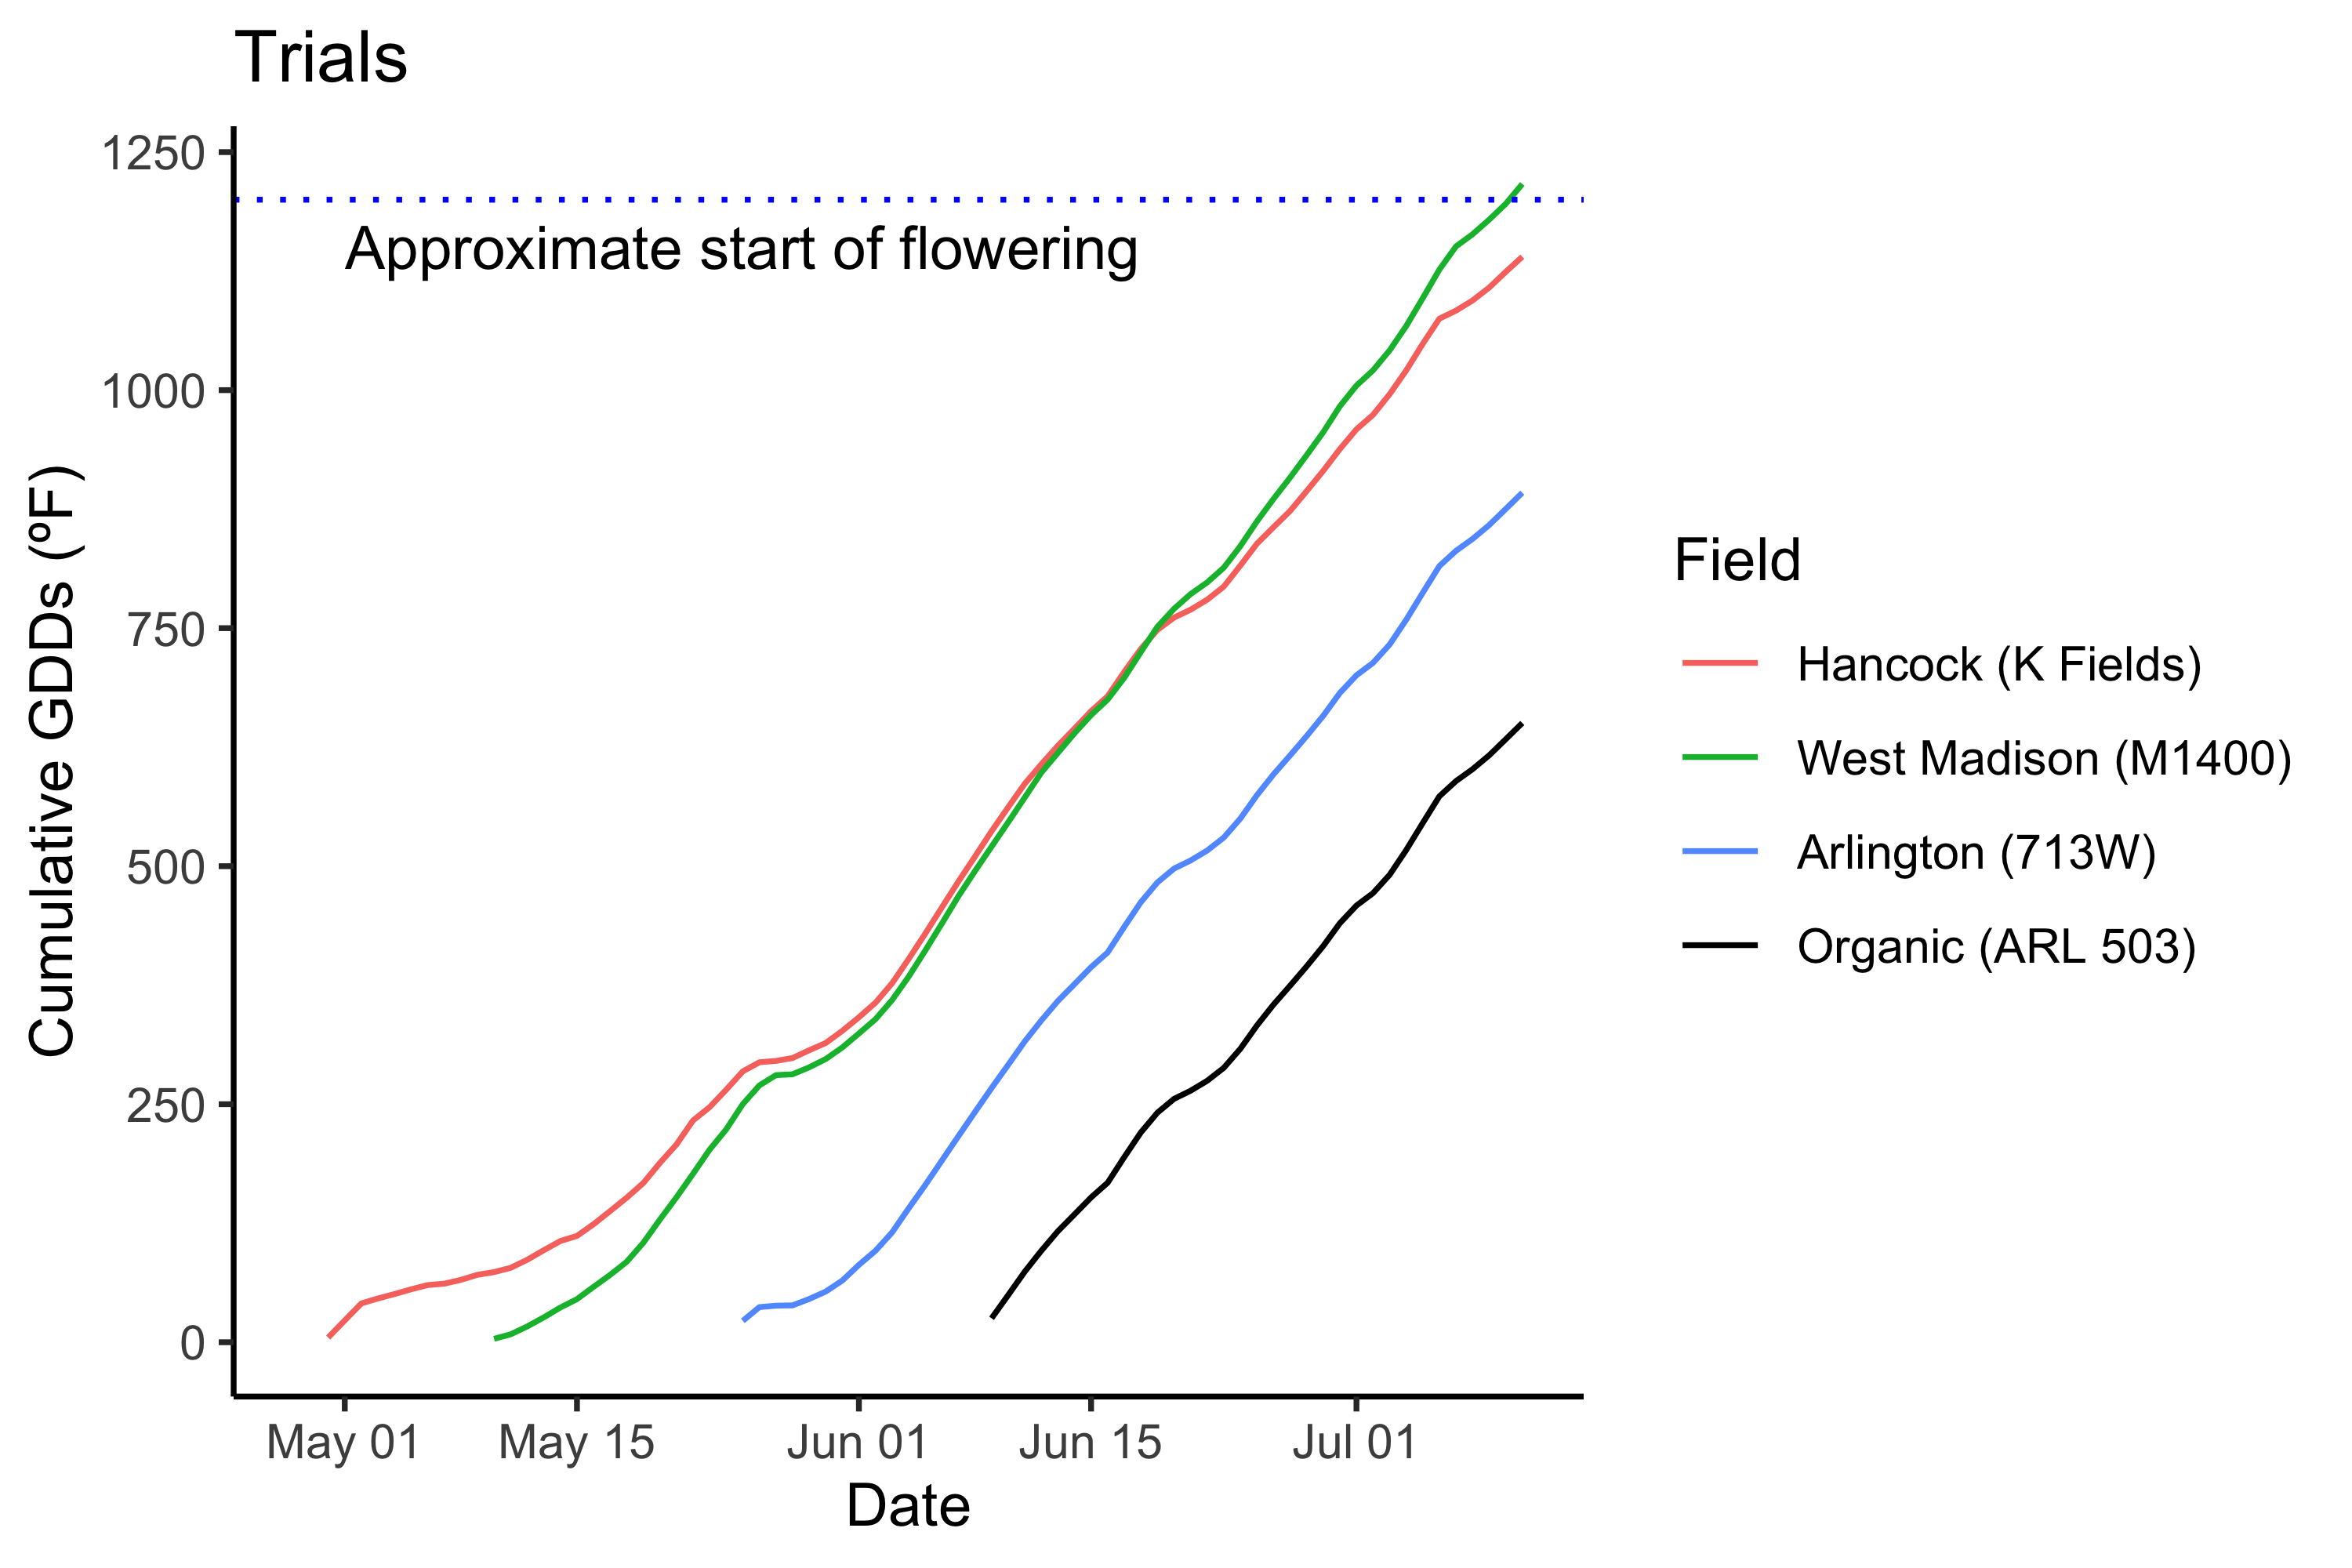 Trials
1250
1000
750
500
250
0
Cumulative GDDs (ºF)
Approximate start of flowering
May 01
May 15
Jun 01
Jun 15
Jul 01
Date
Field
Hancock (K Fields)
West Madison (M1400)
Arlington (713W)
Organic (ARL 503)